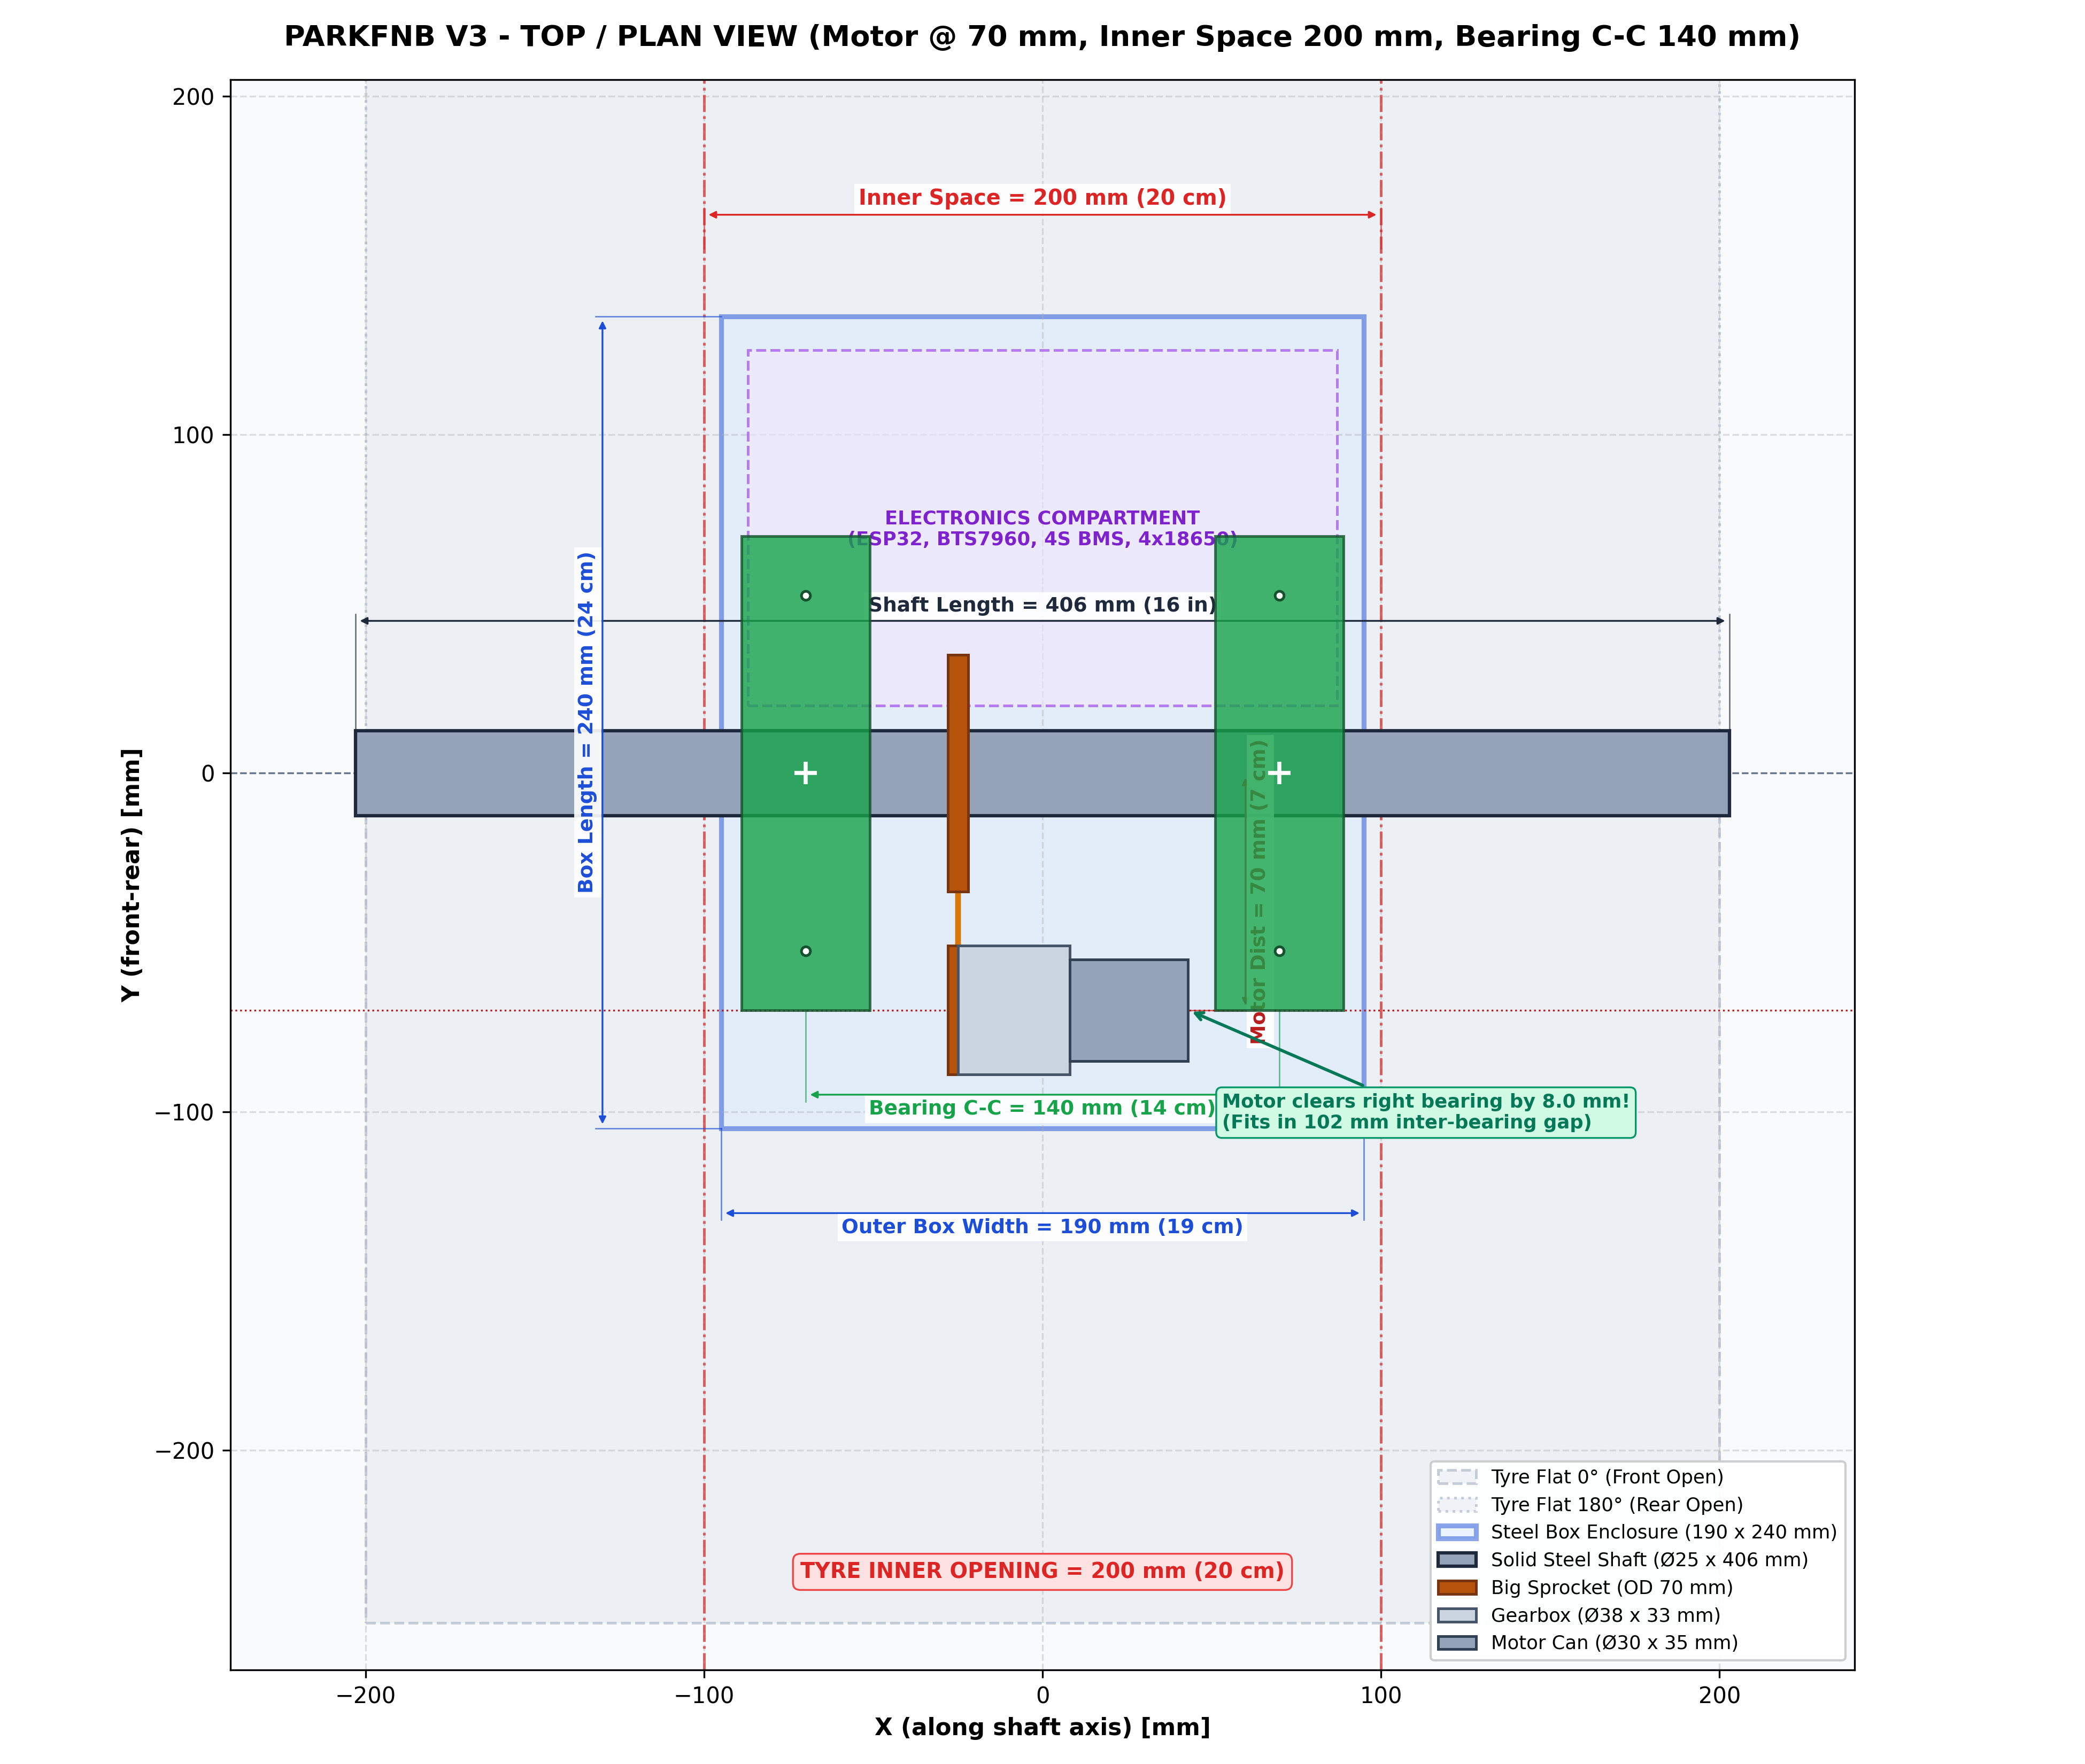 PARKFNB V3 - TOP / PLAN VIEW (Motor @ 70 mm, Inner Space 200 mm, Bearing C-C 140 mm)
200
100
0
−100
−200
Y (front-rear) [mm]
Inner Space = 200 mm (20 cm)
ELECTRONICS COMPARTMENT
(ESP32, BTS7960, 4S BMS, 4x18650)
Shaft Length = 406 mm (16 in)
Box Length = 240 mm (24 cm)
Motor Dist = 70 mm (7 cm)
Bearing C-C = 140 mm (14 cm)
Motor clears right bearing by 8.0 mm!
(Fits in 102 mm inter-bearing gap)
Outer Box Width = 190 mm (19 cm)
TYRE INNER OPENING = 200 mm (20 cm)
Tyre Flat 0° (Front Open)
Tyre Flat 180° (Rear Open)
Steel Box Enclosure (190 x 240 mm)
Solid Steel Shaft (Ø25 x 406 mm)
Big Sprocket (OD 70 mm)
Gearbox (Ø38 x 33 mm)
Motor Can (Ø30 x 35 mm)
−200
−100
0
100
200
X (along shaft axis) [mm]